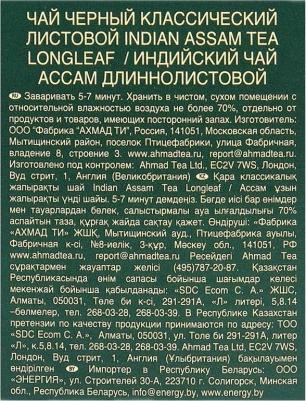 ЧАЙ ЧЕРНЫЙ КЛАССИЧЕСКИЙ
ЛИСТОВОЙ INDIAN ASSAM TEA
LONGLEAF / ИНДИЙСКИЙ ЧАЙ
АССАМ ДЛИННОЛИСТОВОЙ
RU Заваривать 5-7 минут. Хранить в чистом, сухом помещении с
относительной влажностью воздуха не более 70%, отдельно от
продуктов и товаров, имеющих посторонний запах. Изготовитель:
ООО "Фабрика "АХМАД ТИ", Россия, 141051, Московская область,
Мытищинский район, поселок Птицефабрики, улица Фабричная,
владение 8, строение 3. www.ahmadtea.ru, report@ahmadtea.ru.
Изготовлено под контролем: Ahmad Tea Ltd., EC2V 7WS, Лондон,
Вуд стрит, 1, Англия (Великобритания) KZ Қара классикалық
жапырақты шай Indian Assam Tea Longleaf / Ассам ұзын
жапырақты үнді шайы. 5-7 минут демдеңіз. Бөгде иісі бар өнімдер
мен тауарлардан бөлек, салыстырмалы ауа ылғалдылығы 70%
аспайтын таза, құрғақ жайда сақтау қажет. Өндіруші: «Фабрика
«АХМАД ТИ» ЖШҚ, Мытищинский ауд., Птицефабрика ауылы,
Фабричная к-сі, №8-иелік, 3-құр., Мәскеу обл., 141051, РФ
www.ahmadtea.ru, report@ahmadtea.ru Ресейдегі Ahmad Tea
сұрақтармен жауаптар желісі (495)787-20-87. Қазақстан
Республикасында өнім сапасы бойынша шағымдар келесі
мекенжай бойынша қабылданады: «SDC Ecom С.А.», Алматы,
Алматы, 050031, Төле би к-сі, 291-291А, «Л» литері, 5,8,14
-бөлмелер, тел. 268-03-38, 268-03-39. В Республике Казахстан
претензии по качеству продукции принимаются по адресу: ТОО
"SDC Ecom С. А.", Алматы, 050031, ул. Толе би 291-291А, литер
«Л», к.5,8,14, тел. 268-03-38, 268-03-39. Ahmad Tea Ltd., EC2V 7WS,
Лондон, Вуд стрит, 1, Англия (Ұлыбритания) бақылауымен
өндірілген BY Импортер в Республику Беларусь: ООО
"ЭНЕРГИЯ", ул. Строителей 30-А, 223710 г. Солигорск, Минская
обл., Республика Беларусь, info@energy.by, www.energy.by